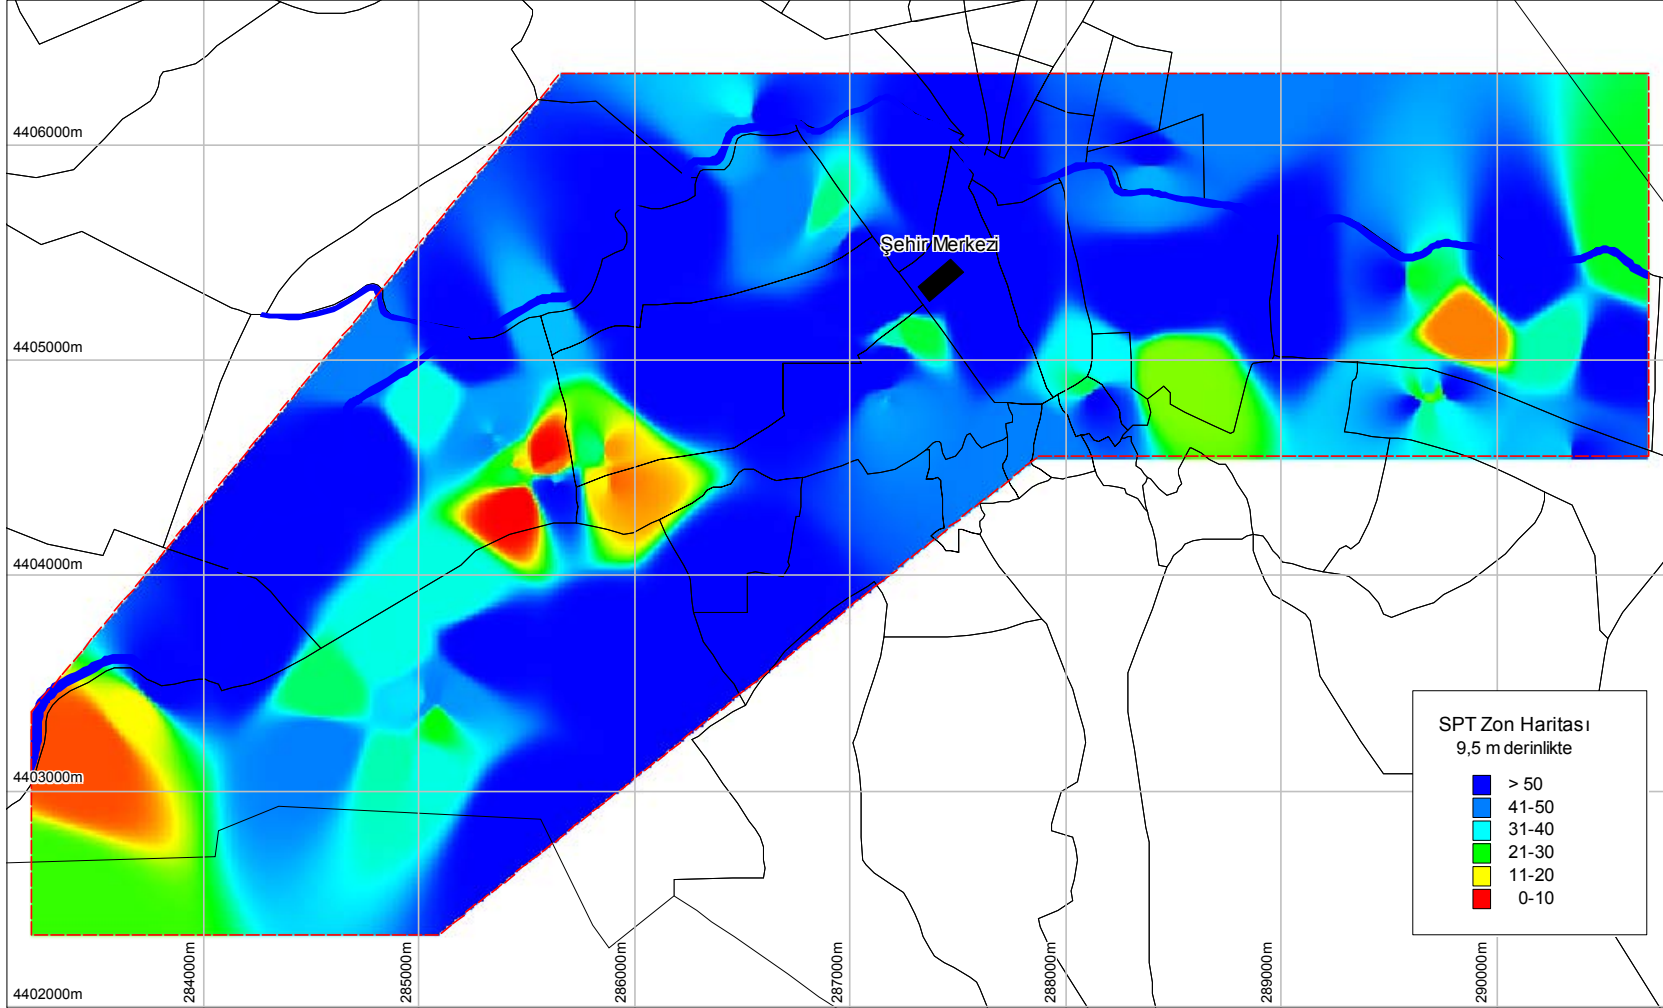 4406000m
Şehir Merkezi
4405000m
4404000m
4403000m
SPT Zon Haritası
9,5 m derinlikte
> 50
41-50
31-40
21-30
11-20
0-10
4402000m
284000m
285000m
286000m
287000m
288000m
289000m
290000m